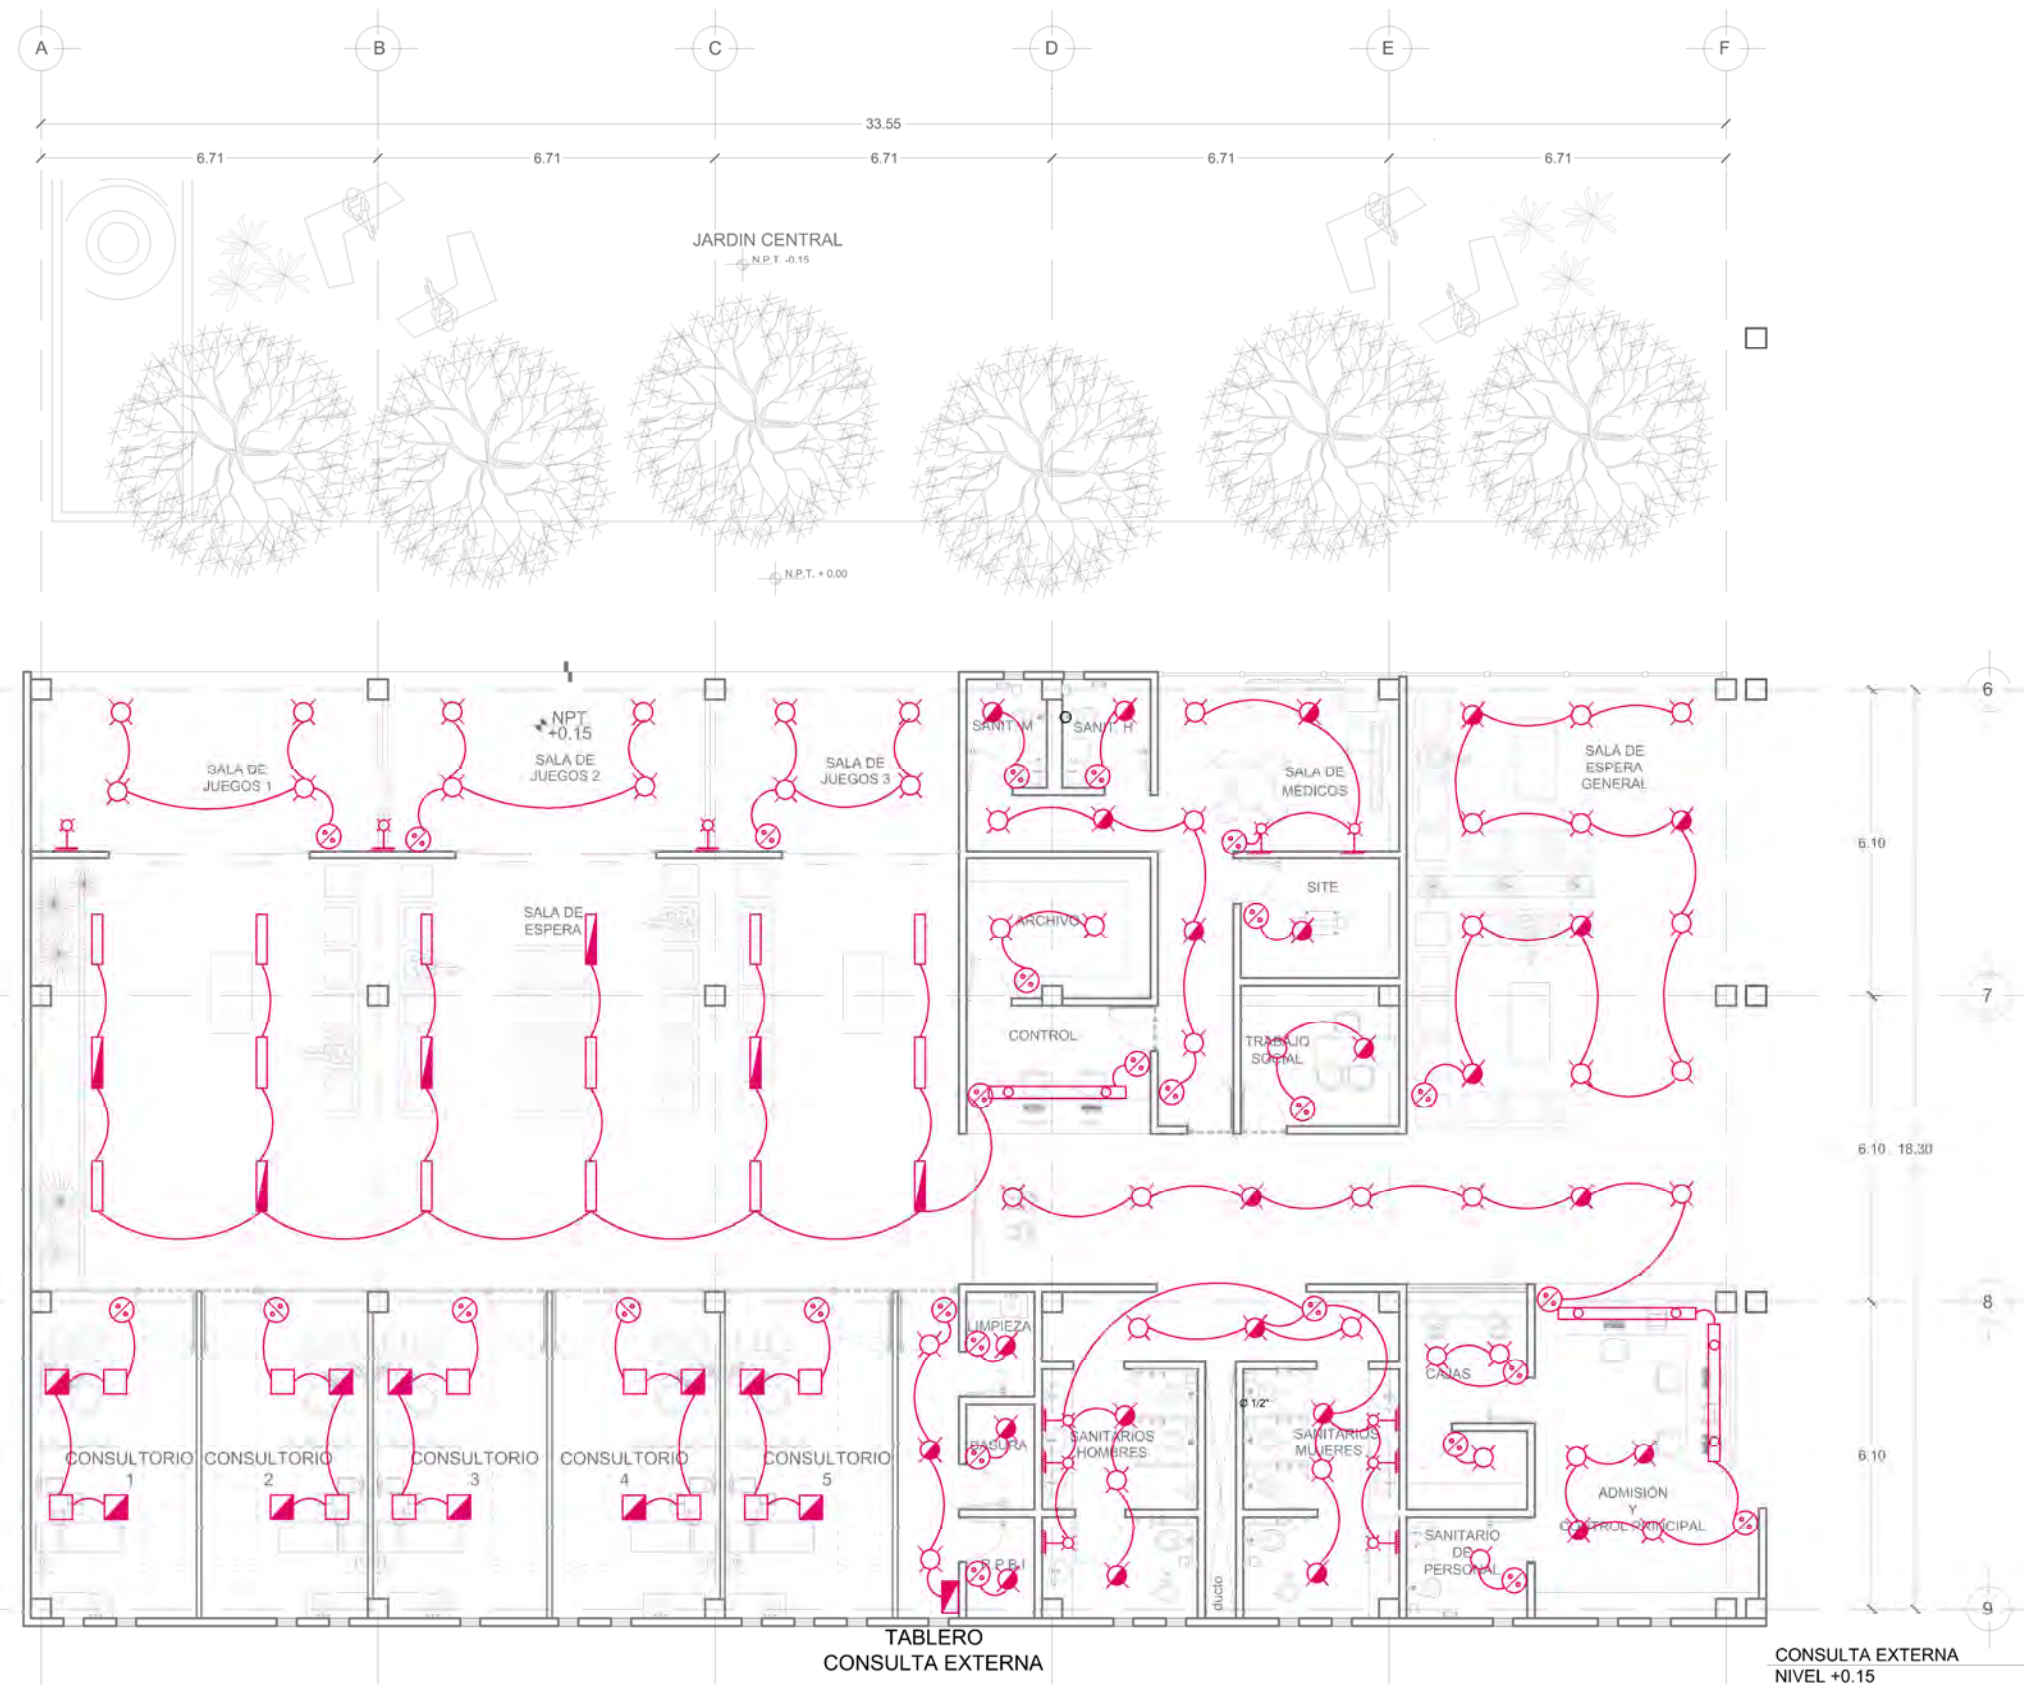 A
B
C
D
E
F
33.55
6.71
6.71
6.71
6.71
6.71
JARDIN CENTRAL
N.P.T. -0.15
N.P.T. + 0.00
6
NPT
+0.15
SALA DE
JUEGOS 1
SALA DE
JUEGOS 2
SALA DE
JUEGOS 3
SANIT. M
SANIT. H
SALA DE
MÉDICOS
SALA DE
ESPERA
GENERAL
6.10
SALA DE
ESPERA
ARCHIVO
SITE
7
CONTROL
TRABAJO
SOCIAL
6.10
18.30
8
LIMPIEZA
CAJAS
Ø 1/2"
BASURA
SANITARIOS
HOMBRES
SANITARIOS
MUJERES
6.10
CONSULTORIO
1
CONSULTORIO
2
CONSULTORIO
3
CONSULTORIO
4
CONSULTORIO
5
ADMISIÓN
Y
CONTROL PRINCIPAL
SANITARIO
DE
PERSONAL
R.P.B.I
ducto
9
TABLERO
CONSULTA EXTERNA
CONSULTA EXTERNA
NIVEL +0.15